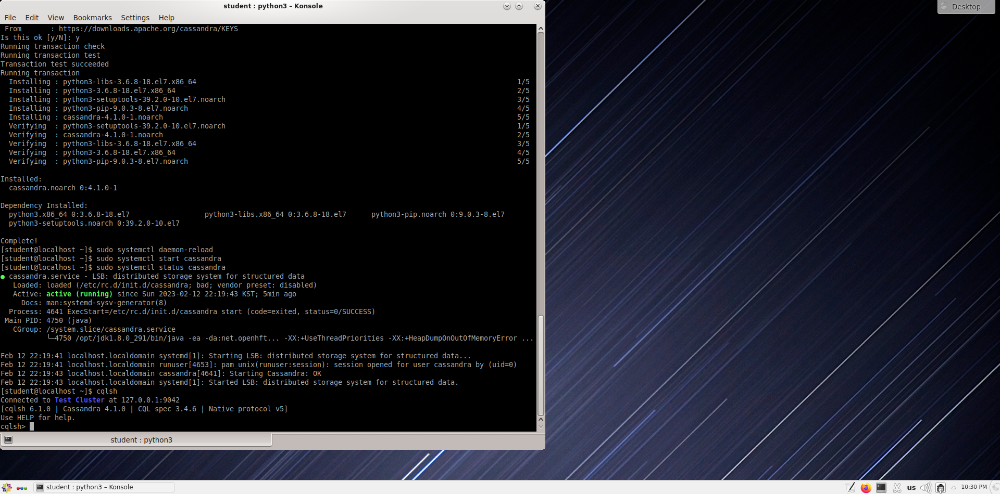 student : python3 – Konsole
Desktop
File Edit View Bookmarks Settings Help
 From       : https://downloads.apache.org/cassandra/KEYS
Is this ok [y/N]: y
Running transaction check
Running transaction test
Transaction test succeeded
Running transaction
  Installing : python3-libs-3.6.8-18.el7.x86_64 1/5
  Installing : python3-3.6.8-18.el7.x86_64 2/5
  Installing : python3-setuptools-39.2.0-10.el7.noarch 3/5
  Installing : python3-pip-9.0.3-8.el7.noarch 4/5
  Installing : cassandra-4.1.0-1.noarch 5/5
  Verifying  : python3-setuptools-39.2.0-10.el7.noarch 1/5
  Verifying  : cassandra-4.1.0-1.noarch 2/5
  Verifying  : python3-libs-3.6.8-18.el7.x86_64 3/5
  Verifying  : python3-3.6.8-18.el7.x86_64 4/5
  Verifying  : python3-pip-9.0.3-8.el7.noarch 5/5
Installed:
  cassandra.noarch 0:4.1.0-1
Dependency Installed:
  python3.x86_64 0:3.6.8-18.el7 python3-libs.x86_64 0:3.6.8-18.el7 python3-pip.noarch 0:9.0.3-8.el7
  python3-setuptools.noarch 0:39.2.0-10.el7
Complete!
[student@localhost ~]$ sudo systemctl daemon-reload
[student@localhost ~]$ sudo systemctl start cassandra
[student@localhost ~]$ sudo systemctl status cassandra
● cassandra.service - LSB: distributed storage system for structured data
   Loaded: loaded (/etc/rc.d/init.d/cassandra; bad; vendor preset: disabled)
   Active: active (running) since Sun 2023-02-12 22:19:43 KST; 5min ago
     Docs: man:systemd-sysv-generator(8)
  Process: 4641 ExecStart=/etc/rc.d/init.d/cassandra start (code=exited, status=0/SUCCESS)
 Main PID: 4750 (java)
   CGroup: /system.slice/cassandra.service
           └─4750 /opt/jdk1.8.0_291/bin/java -ea -da:net.openhft... -XX:+UseThreadPriorities -XX:+HeapDumpOnOutOfMemoryError ...
Feb 12 22:19:41 localhost.localdomain systemd[1]: Starting LSB: distributed storage system for structured data...
Feb 12 22:19:41 localhost.localdomain runuser[4653]: pam_unix(runuser:session): session opened for user cassandra by (uid=0)
Feb 12 22:19:43 localhost.localdomain cassandra[4641]: Starting Cassandra: OK
Feb 12 22:19:43 localhost.localdomain systemd[1]: Started LSB: distributed storage system for structured data.
[student@localhost ~]$ cqlsh
Connected to Test Cluster at 127.0.0.1:9042
[cqlsh 6.1.0 | Cassandra 4.1.0 | CQL spec 3.4.6 | Native protocol v5]
Use HELP for help.
cqlsh>
student : python3
student : python3 – Konsole us 10:30 PM